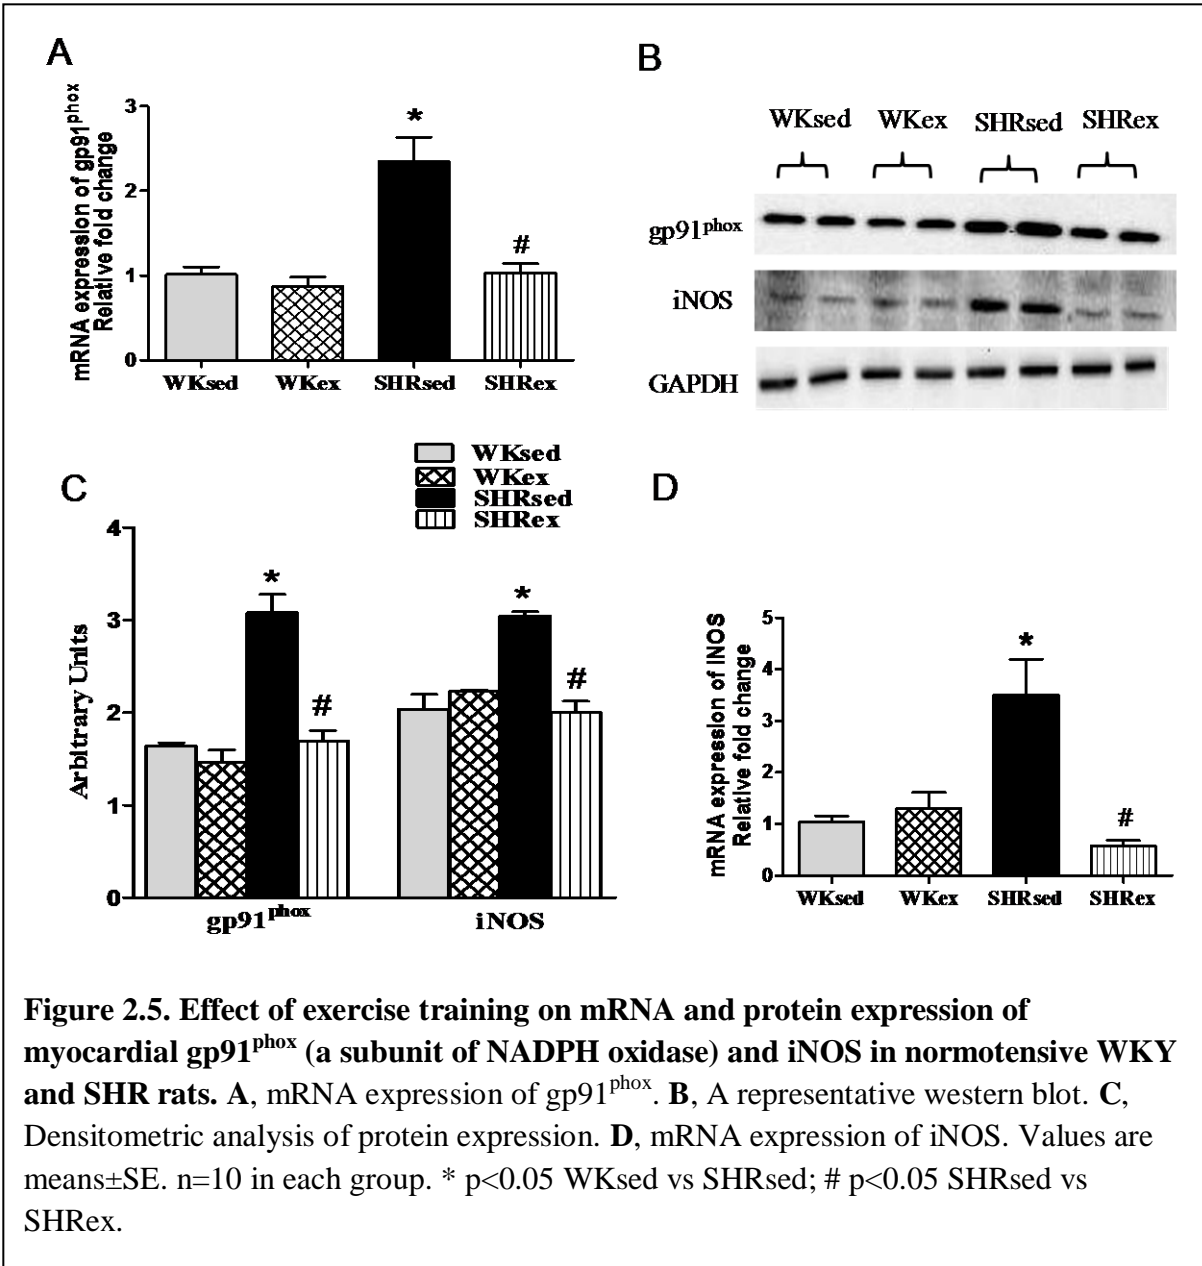 A
mRNA expression of gp91phox
Relative fold change
3
2
1
0
*
#
WKsed
WKex
SHRsed
SHRex
B
WKsed
WKex
SHRsed
SHRex
gp91phox
iNOS
GAPDH
WKsed
WKex
SHRsed
SHRex
C
Arbitrary Units
4
3
2
1
0
*
#
*
#
gp91phox
iNOS
D
mRNA expression of iNOS
Relative fold change
5
4
3
2
1
0
*
#
WKsed
WKex
SHRsed
SHRex
Figure 2.5. Effect of exercise training on mRNA and protein expression of
myocardial gp91phox (a subunit of NADPH oxidase) and iNOS in normotensive WKY
and SHR rats. A, mRNA expression of gp91phox. B, A representative western blot. C,
Densitometric analysis of protein expression. D, mRNA expression of iNOS. Values are
means±SE. n=10 in each group. * p<0.05 WKsed vs SHRsed; # p<0.05 SHRsed vs
SHRex.